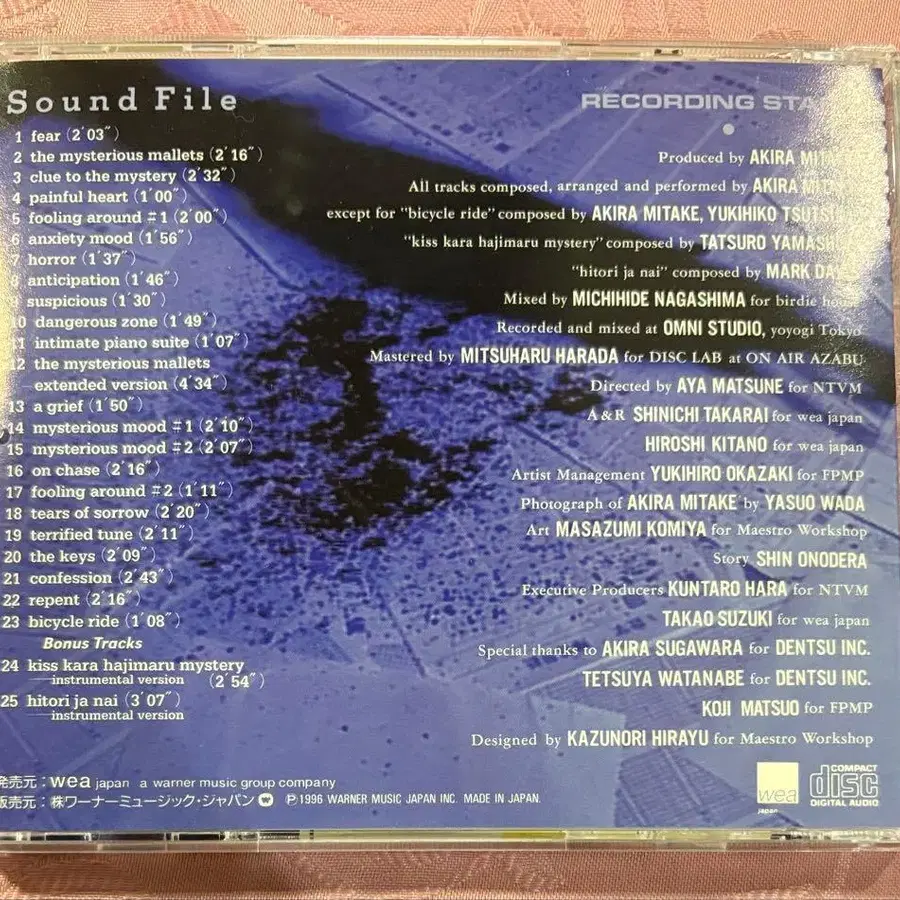 Sound File
1 fear (2'03")
2 the mysterious mallets (2'16")
3 clue to the mystery (2'32")
4 painful heart (1'00")
5 fooling around #1 (2'00")
6 anxiety mood (1'56")
7 horror (1'37")
8 anticipation (1'46")
suspicious (1'30")
10 dangerous zone (1'49")
11 intimate piano suite (1'07")
12 the mysterious mallets
extended version (4'34")
13 a grief (1'50")
14 mysterious mood #1 (2'10")
15 mysterious mood #2 (2'07")
16 on chase (2'16")
17 fooling around #2 (1'11")
18 tears of sorrow (2'20")
19 terrified tune (2'11")
20 the keys (2'09")
21 confession (2'43")
22 repent (2'16")
23 bicycle ride (1'08")
Bonus Tracks
24 kiss kara hajimaru mystery
instrumental version (2'54")
25 hitori ja nai (3'07")
instrumental version
RECORDING
Produced by AKIRA
All tracks composed, arranged and performed by AKIRA
except for "bicycle ride" composed by AKIRA MITAKE, YUKIHIKO
"kiss kara hajimaru mystery" composed by TATSURO
"hitori ja nai" composed by MARK
Mixed by MICHIHIDE NAGASHIMA for birdie
Recorded and mixed at OMNI STUDIO, yoyogi Tokyo
Mastered by MITSUHARU HARADA for DISC LAB at ON AIR AZABU
Directed by AYA MATSUNE for NTVM
A & R SHINICHI TAKARAI for wea japan
HIROSHI KITANO for wea japan
Artist Management YUKIHIRO OKAZAKI for FPMP
Photograph of AKIRA MITAKE by YASUO WADA
Art MASAZUMI KOMIYA for Maestro Workshop
Story SHIN ONODERA
Executive Producers KUNTARO HARA for NTVM
TAKAO SUZUKI for wea japan
Special thanks to AKIRA SUGAWARA for DENTSU INC.
TETSUYA WATANABE for DENTSU INC.
KOJI MATSUO for FPMP
Designed by KAZUNORI HIRAYU for Maestro Workshop
発売元：wea japan a warner music group company
販売元：㈱ワーナーミュージック・ジャパン ℗1996 WARNER MUSIC JAPAN INC. MADE IN JAPAN.
wea
japan
COMPACT
disc
DIGITAL AUDIO